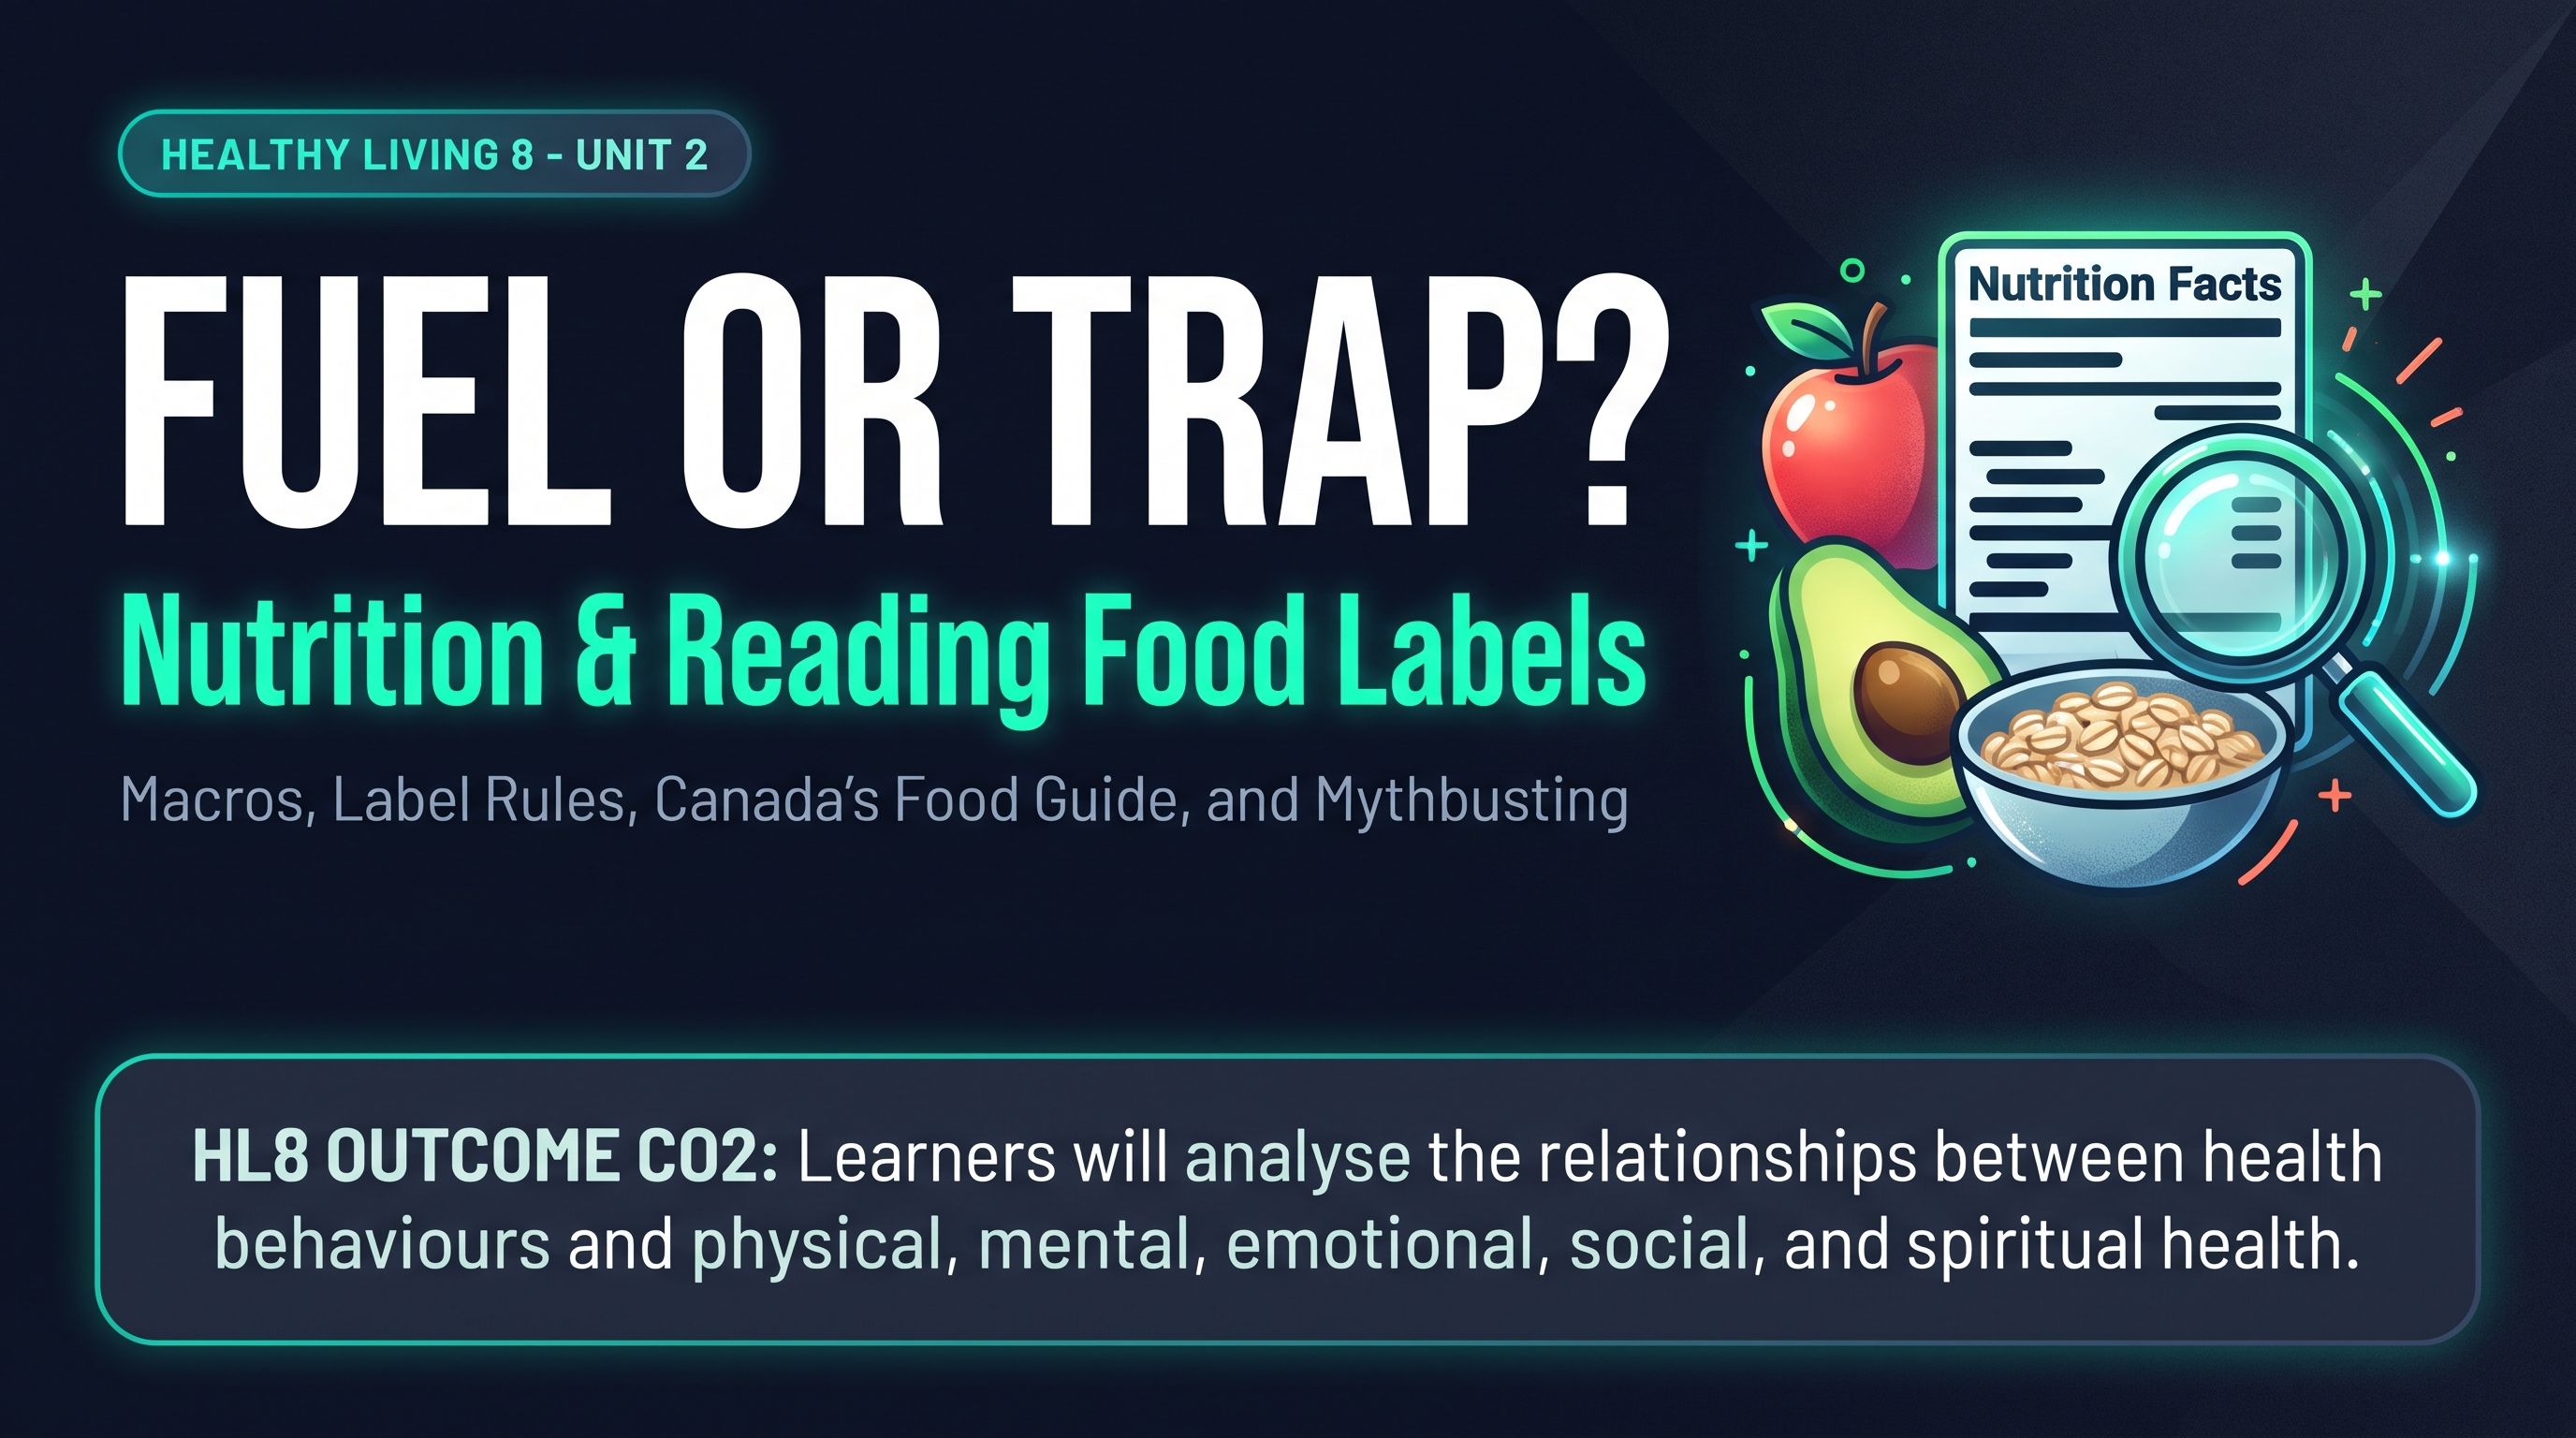 HEALTHY LIVING 8 - UNIT 2
FUEL OR TRAP?
Nutrition & Reading Food Labels
Macros, Label Rules, Canada's Food Guide, and Mythbusting
Nutrition Facts
HL8 OUTCOME CO2: Learners will analyse the relationships between health
behaviours and physical, mental, emotional, social, and spiritual health.